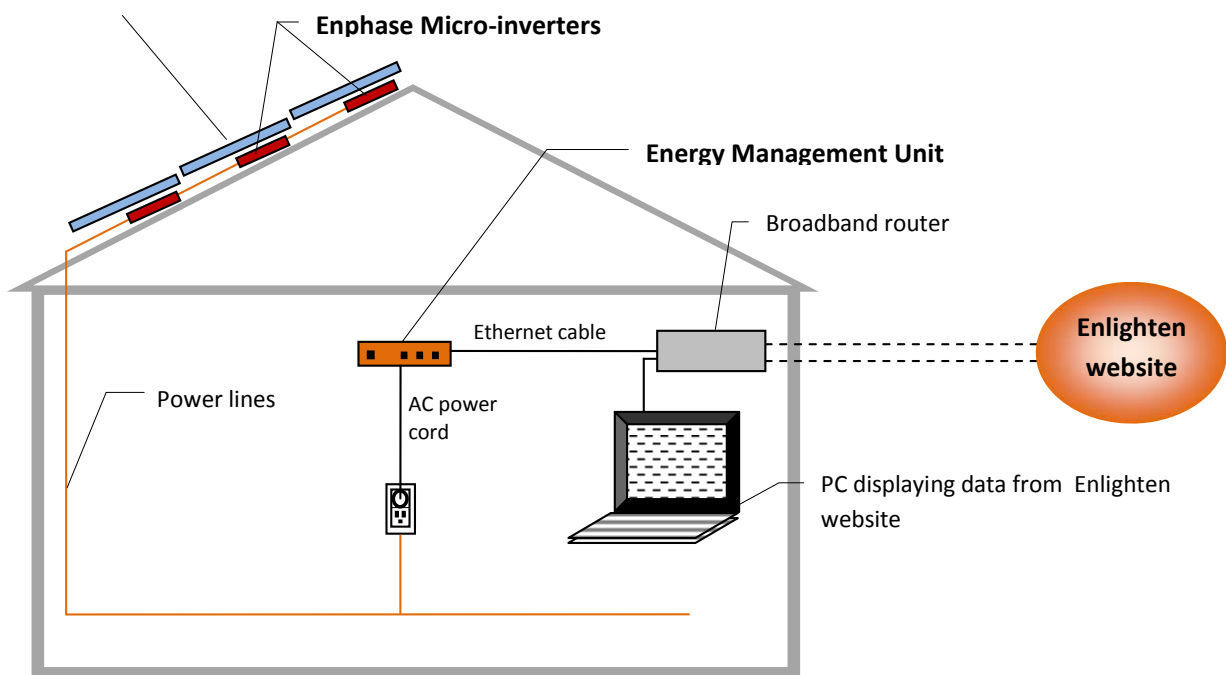 Enphase Micro-inverters
Energy Management Unit
Broadband router
Ethernet cable
Enlighten
website
Power lines
AC power
cord
PC displaying data from Enlighten
website